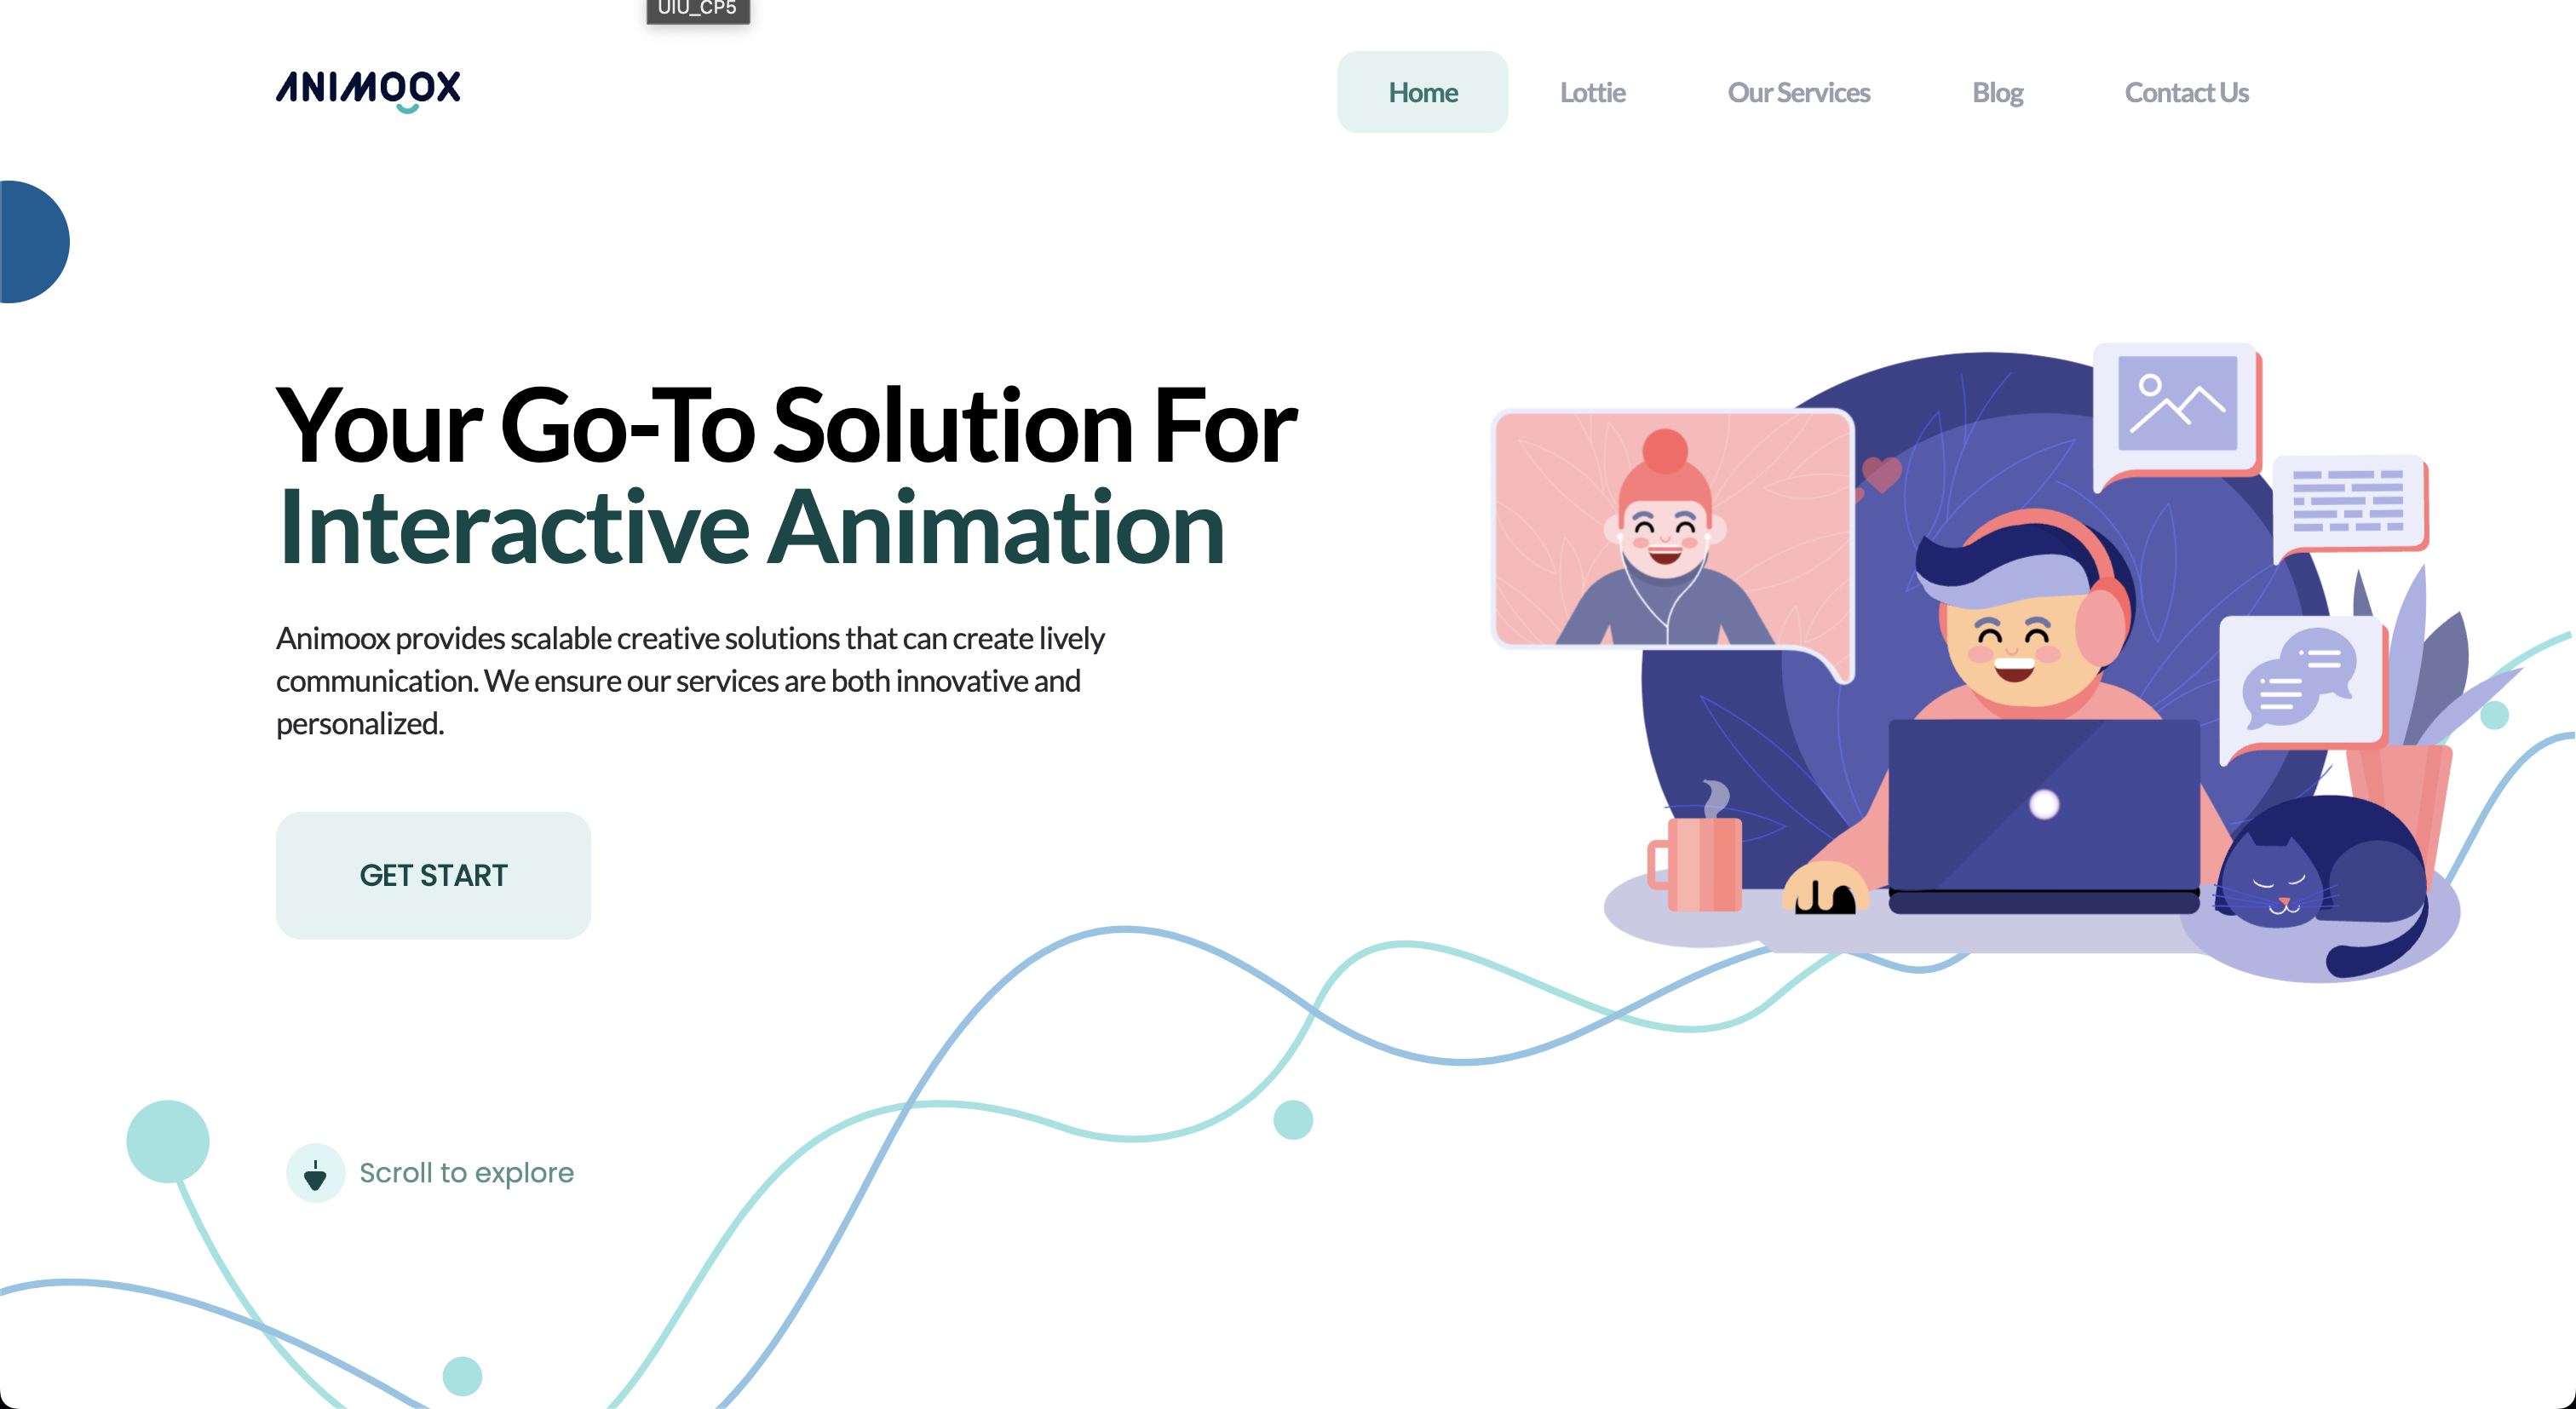 UIU_CP5
ANIMOOX
Home Lottie Our Services Blog Contact Us
Your Go-To Solution For
Interactive Animation
Animoox provides scalable creative solutions that can create lively
communication. We ensure our services are both innovative and
personalized.
GET START
Scroll to explore